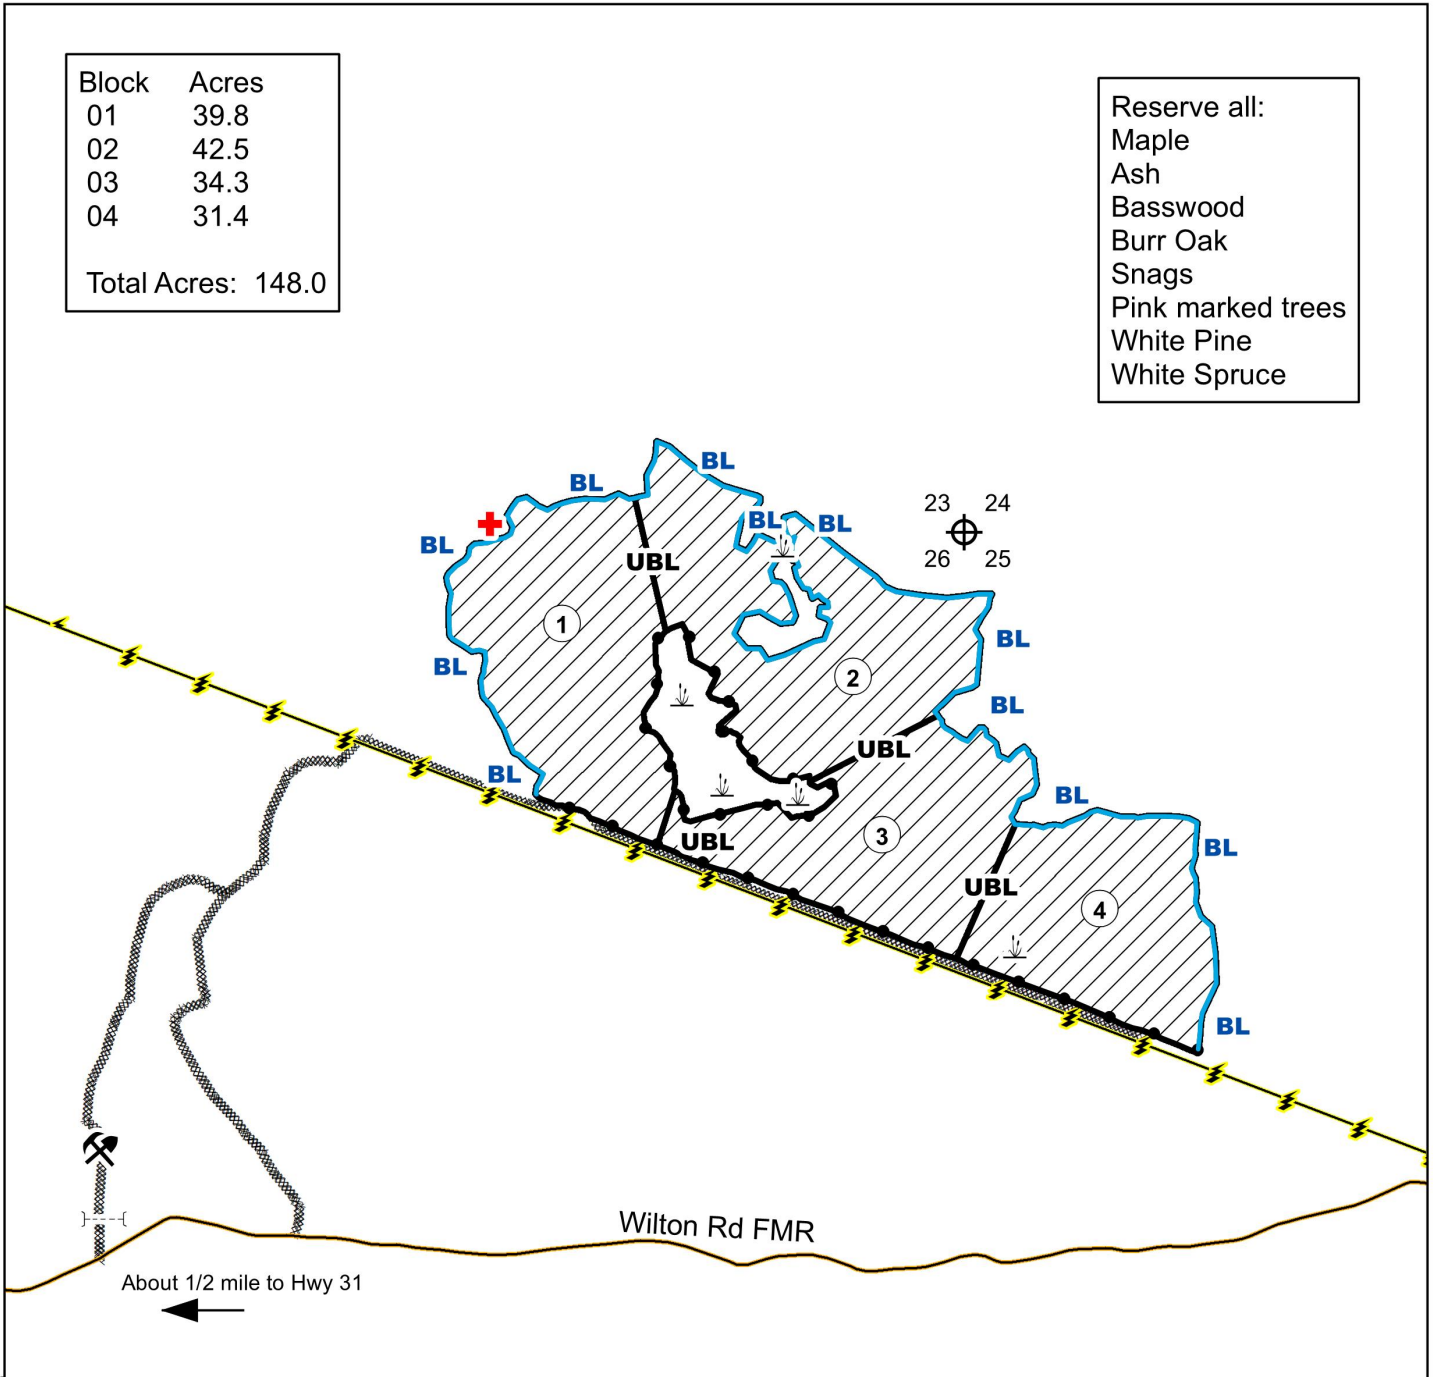 Block Acres
01 39.8
02 42.5
03 34.3
04 31.4
Total Acres: 148.0
Reserve all:
Maple
Ash
Basswood
Burr Oak
Snags
Pink marked trees
White Pine
White Spruce
BL
BL
BL
BL
BL
23 24
26 25
BL
UBL
1
BL
BL
2
BL
UBL
BL
BL
3
UBL
BL
UBL
4
BL
Wilton Rd FMR
About 1/2 mile to Hwy 31